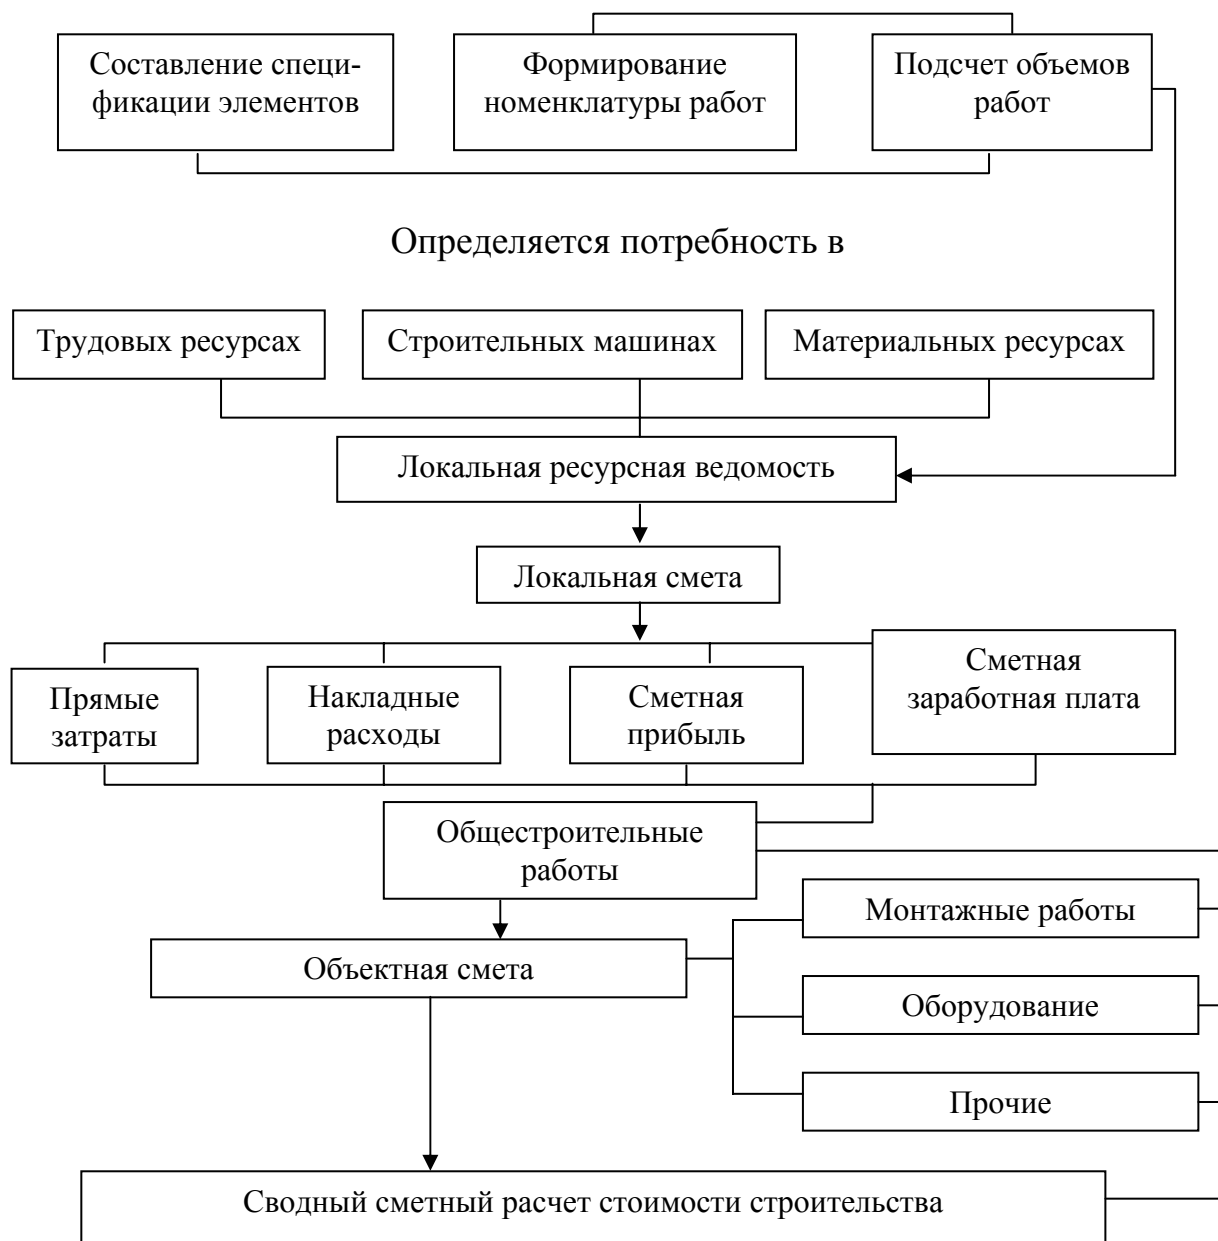 Составление специ-
фикации элементов
Формирование
номенклатуры работ
Подсчет объемов
работ
Определяется потребность в
Трудовых ресурсах
Строительных машинах
Материальных ресурсах
Локальная ресурсная ведомость
Локальная смета
Прямые
затраты
Накладные
расходы
Сметная
прибыль
Сметная
заработная плата
Общестроительные
работы
Монтажные работы
Объектная смета
Оборудование
Прочие
Сводный сметный расчет стоимости строительства